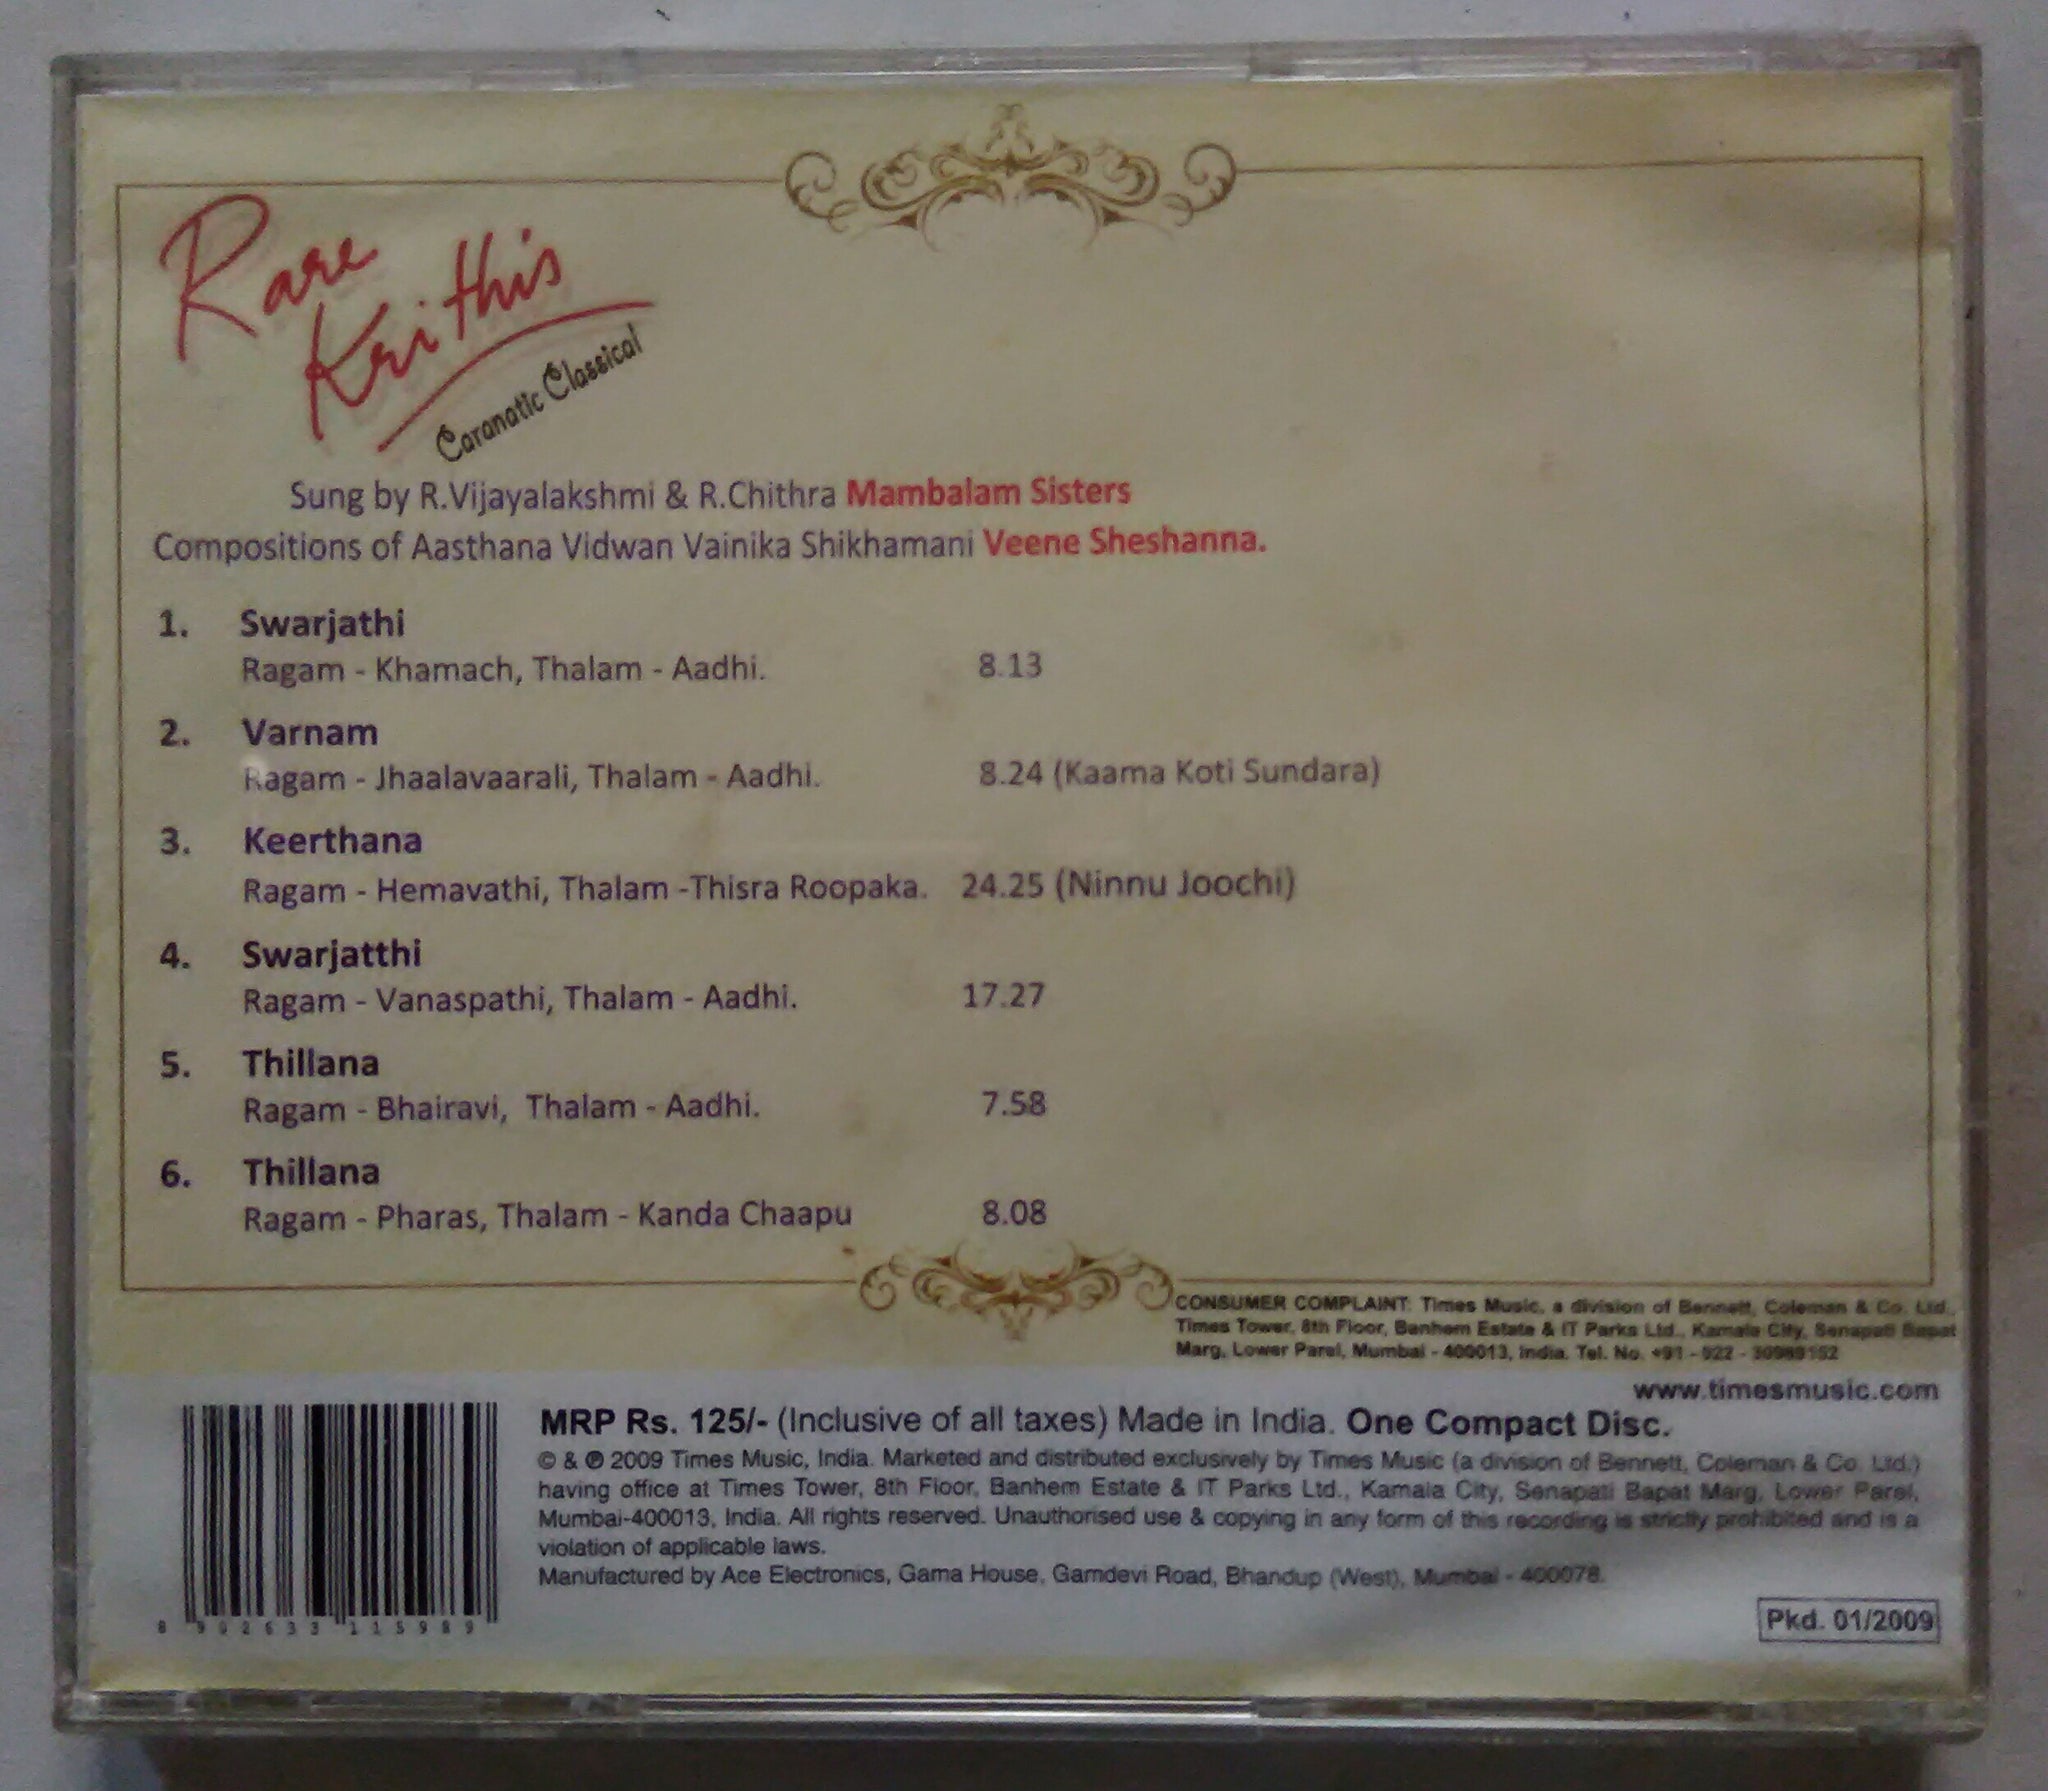 Rare
Krithis
Caranatic Classical
Sung by R.Vijayalakshmi & R.Chithra Mambalam Sisters
Compositions of Aasthana Vidwan Vainika Shikhamani Veene Sheshanna.
1. Swarjathi
Ragam - Khamach, Thalam - Aadhi. 8.13
2. Varnam
Ragam - Jhaalavaarali, Thalam - Aadhi. 8.24 (Kaama Koti Sundara)
3. Keerthana
Ragam - Hemavathi, Thalam -Thisra Roopaka. 24.25 (Ninnu Joochi)
4. Swarjatthi
Ragam - Vanaspathi, Thalam - Aadhi. 17.27
5. Thillana
Ragam - Bhairavi, Thalam - Aadhi. 7.58
6. Thillana
Ragam - Pharas, Thalam - Kanda Chaapu 8.08
CONSUMER COMPLAINT: Times Music, a division of Bennett, Coleman & Co. Ltd.,
Times Tower, 8th Floor, Banhem Estate & IT Parks Ltd., Kamala City, Senapati Bapat
Marg, Lower Parel, Mumbai - 400013, India. Tel. No. +91 - 022 - 30989152
www.timesmusic.com
MRP Rs. 125/- (Inclusive of all taxes) Made in India. One Compact Disc.
© & ℗ 2009 Times Music, India. Marketed and distributed exclusively by Times Music (a division of Bennett, Coleman & Co. Ltd.)
having office at Times Tower, 8th Floor, Banhem Estate & IT Parks Ltd., Kamala City, Senapati Bapat Marg, Lower Parel,
Mumbai-400013, India. All rights reserved. Unauthorised use & copying in any form of this recording is strictly prohibited and is a
violation of applicable laws.
Manufactured by Ace Electronics, Gama House, Gamdevi Road, Bhandup (West), Mumbai - 400078.
8 902633 115989
Pkd. 01/2009